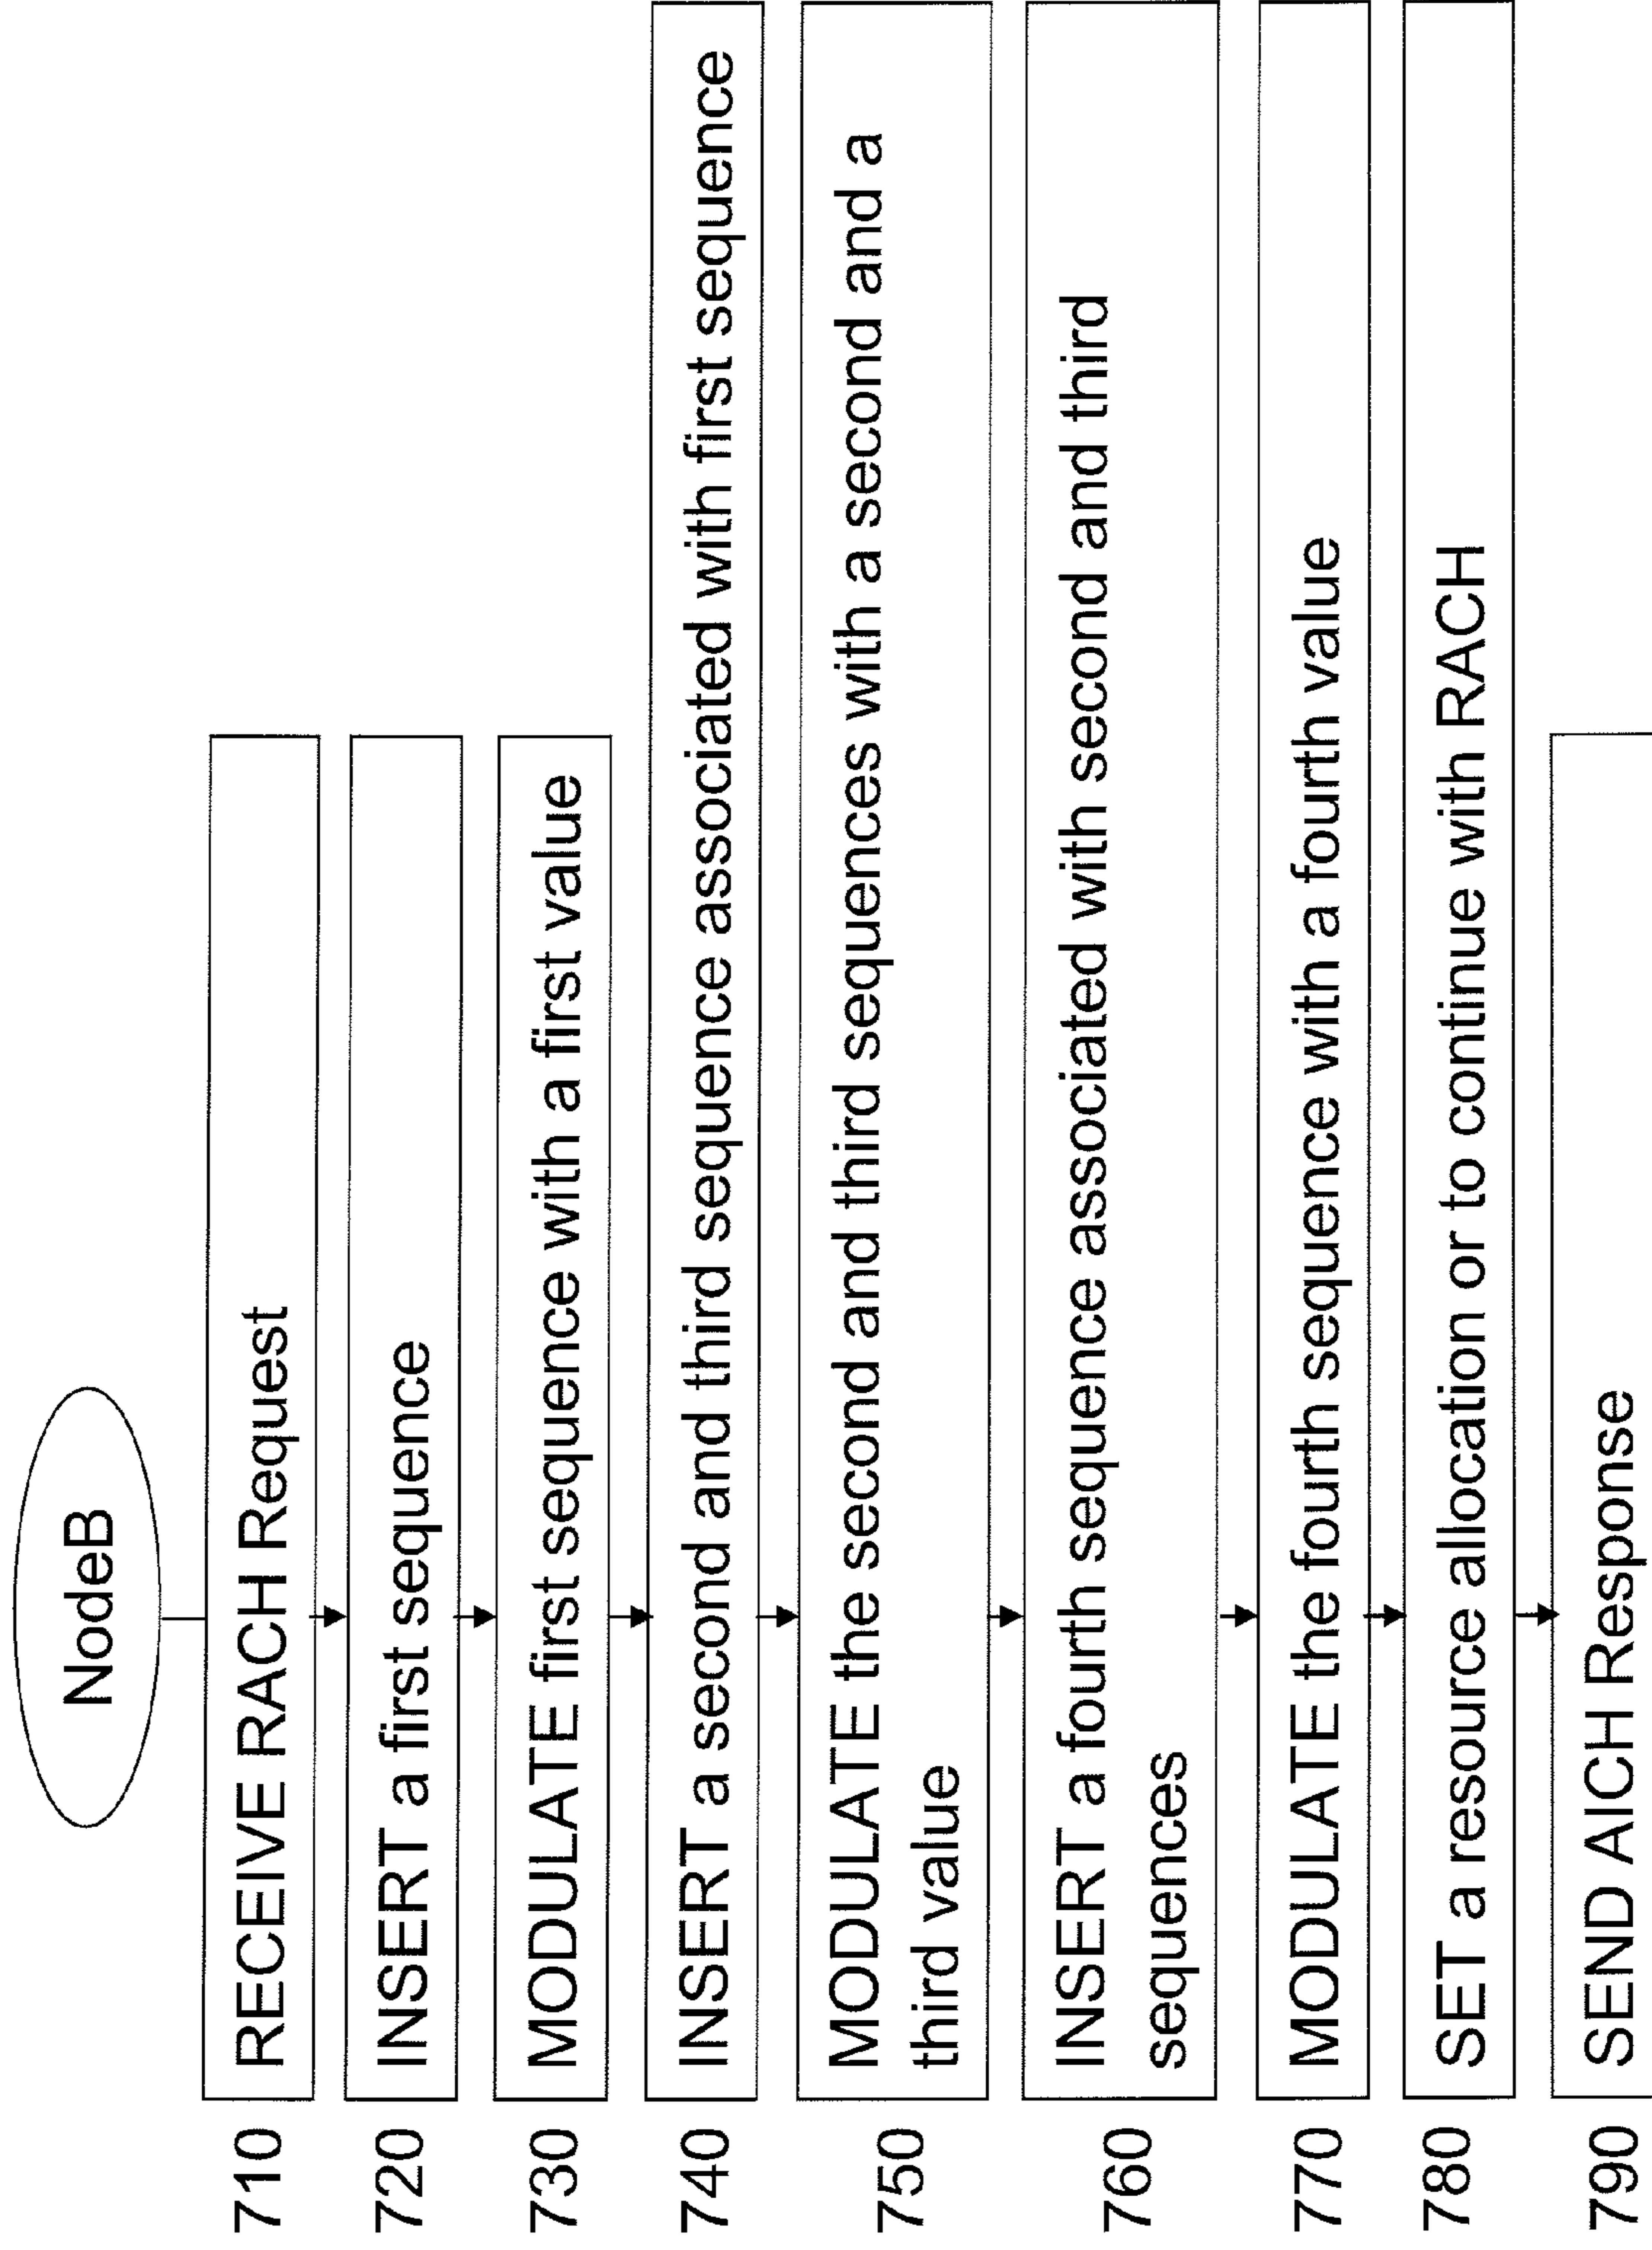 NodeB
710 RECEIVE RACH Request
720 INSERT a first sequence
730 MODULATE first sequence with a first value
740 INSERT a second and third sequence associated with first sequence
750 MODULATE the second and third sequences with a second and a
third value
760 INSERT a fourth sequence associated with second and third
sequences
770 MODULATE the fourth sequence with a fourth value
780 SET a resource allocation or to continue with RACH
790 SEND AICH Response